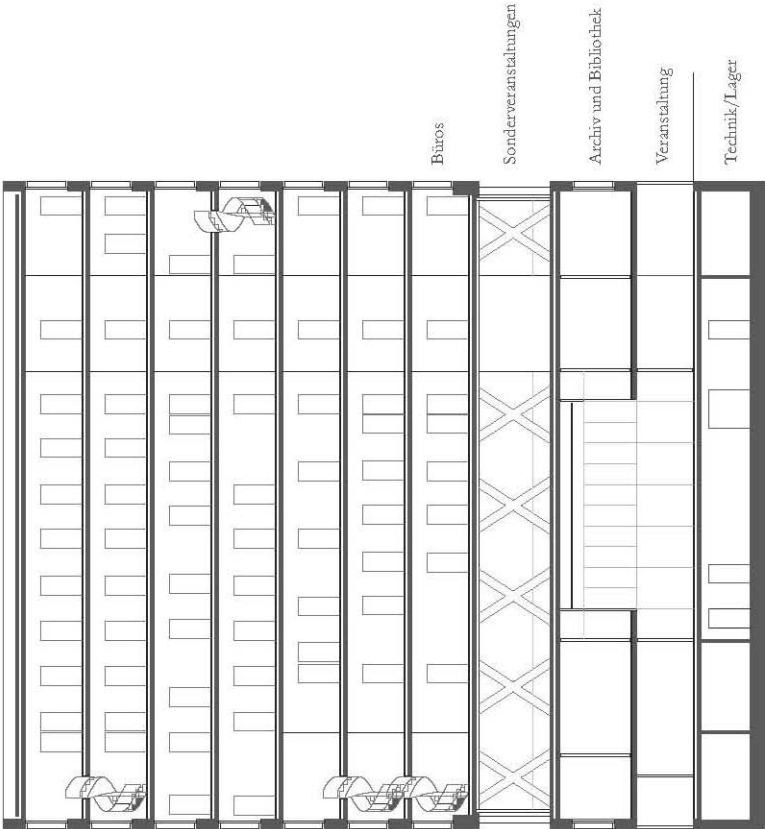 Büros
Sonderveranstaltungen
Archiv und Bibliothek
Veranstaltung
Technik/Lager